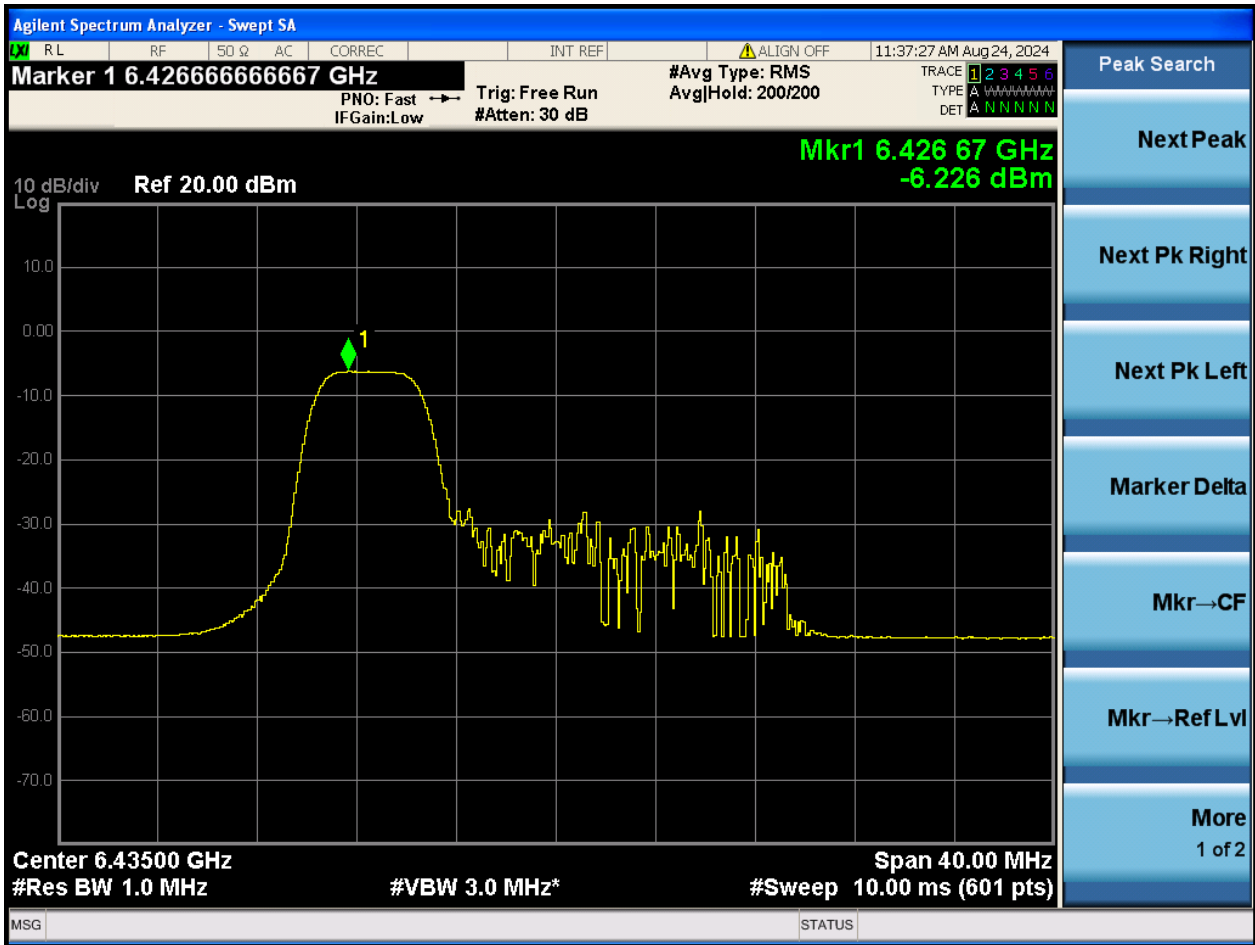 Agilent Spectrum Analyzer - Swept SA
LXI RL RF 50 Ω AC CORREC INT REF ALIGN OFF 11:37:27 AM Aug 24, 2024
Marker 1 6.426666666667 GHz
PNO: Fast
IFGain:Low
Trig: Free Run
#Atten: 30 dB
#Avg Type: RMS
Avg|Hold: 200/200
TRACE 1 2 3 4 5 6
TYPE A WWWWW
DET A N N N N N
Mkr1 6.426 67 GHz
-6.226 dBm
10 dB/div Ref 20.00 dBm
Log
10.0
0.00
-10.0
-20.0
-30.0
-40.0
-50.0
-60.0
-70.0
1
Center 6.43500 GHz Span 40.00 MHz
#Res BW 1.0 MHz #VBW 3.0 MHz* #Sweep 10.00 ms (601 pts)
MSG STATUS
Peak Search
Next Peak
Next Pk Right
Next Pk Left
Marker Delta
Mkr→CF
Mkr→Ref Lvl
More
1 of 2